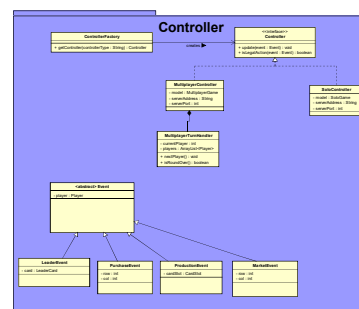 Controller
ControllerFactory
+ getController(controllerType : String) : Controller
creates
<<Interface>>
Controller
+ update(event : Event) : void
+ isLegalAction(event : Event) : boolean
MultiplayerController
- model : MultiplayerGame
- serverAddress : String
- serverPort : int
SoloController
- model : SoloGame
- serverAddress : String
- serverPort : int
MultiplayerTurnHandler
- currentPlayer : int
- players : ArrayList<Player>
+ nextPlayer() : void
+ isRoundOver() : boolean
<abstract> Event
- player : Player
LeaderEvent
- card : LeaderCard
PurchaseEvent
- row : int
- col : int
ProductionEvent
- cardSlot : CardSlot
MarketEvent
- row : int
- col : int